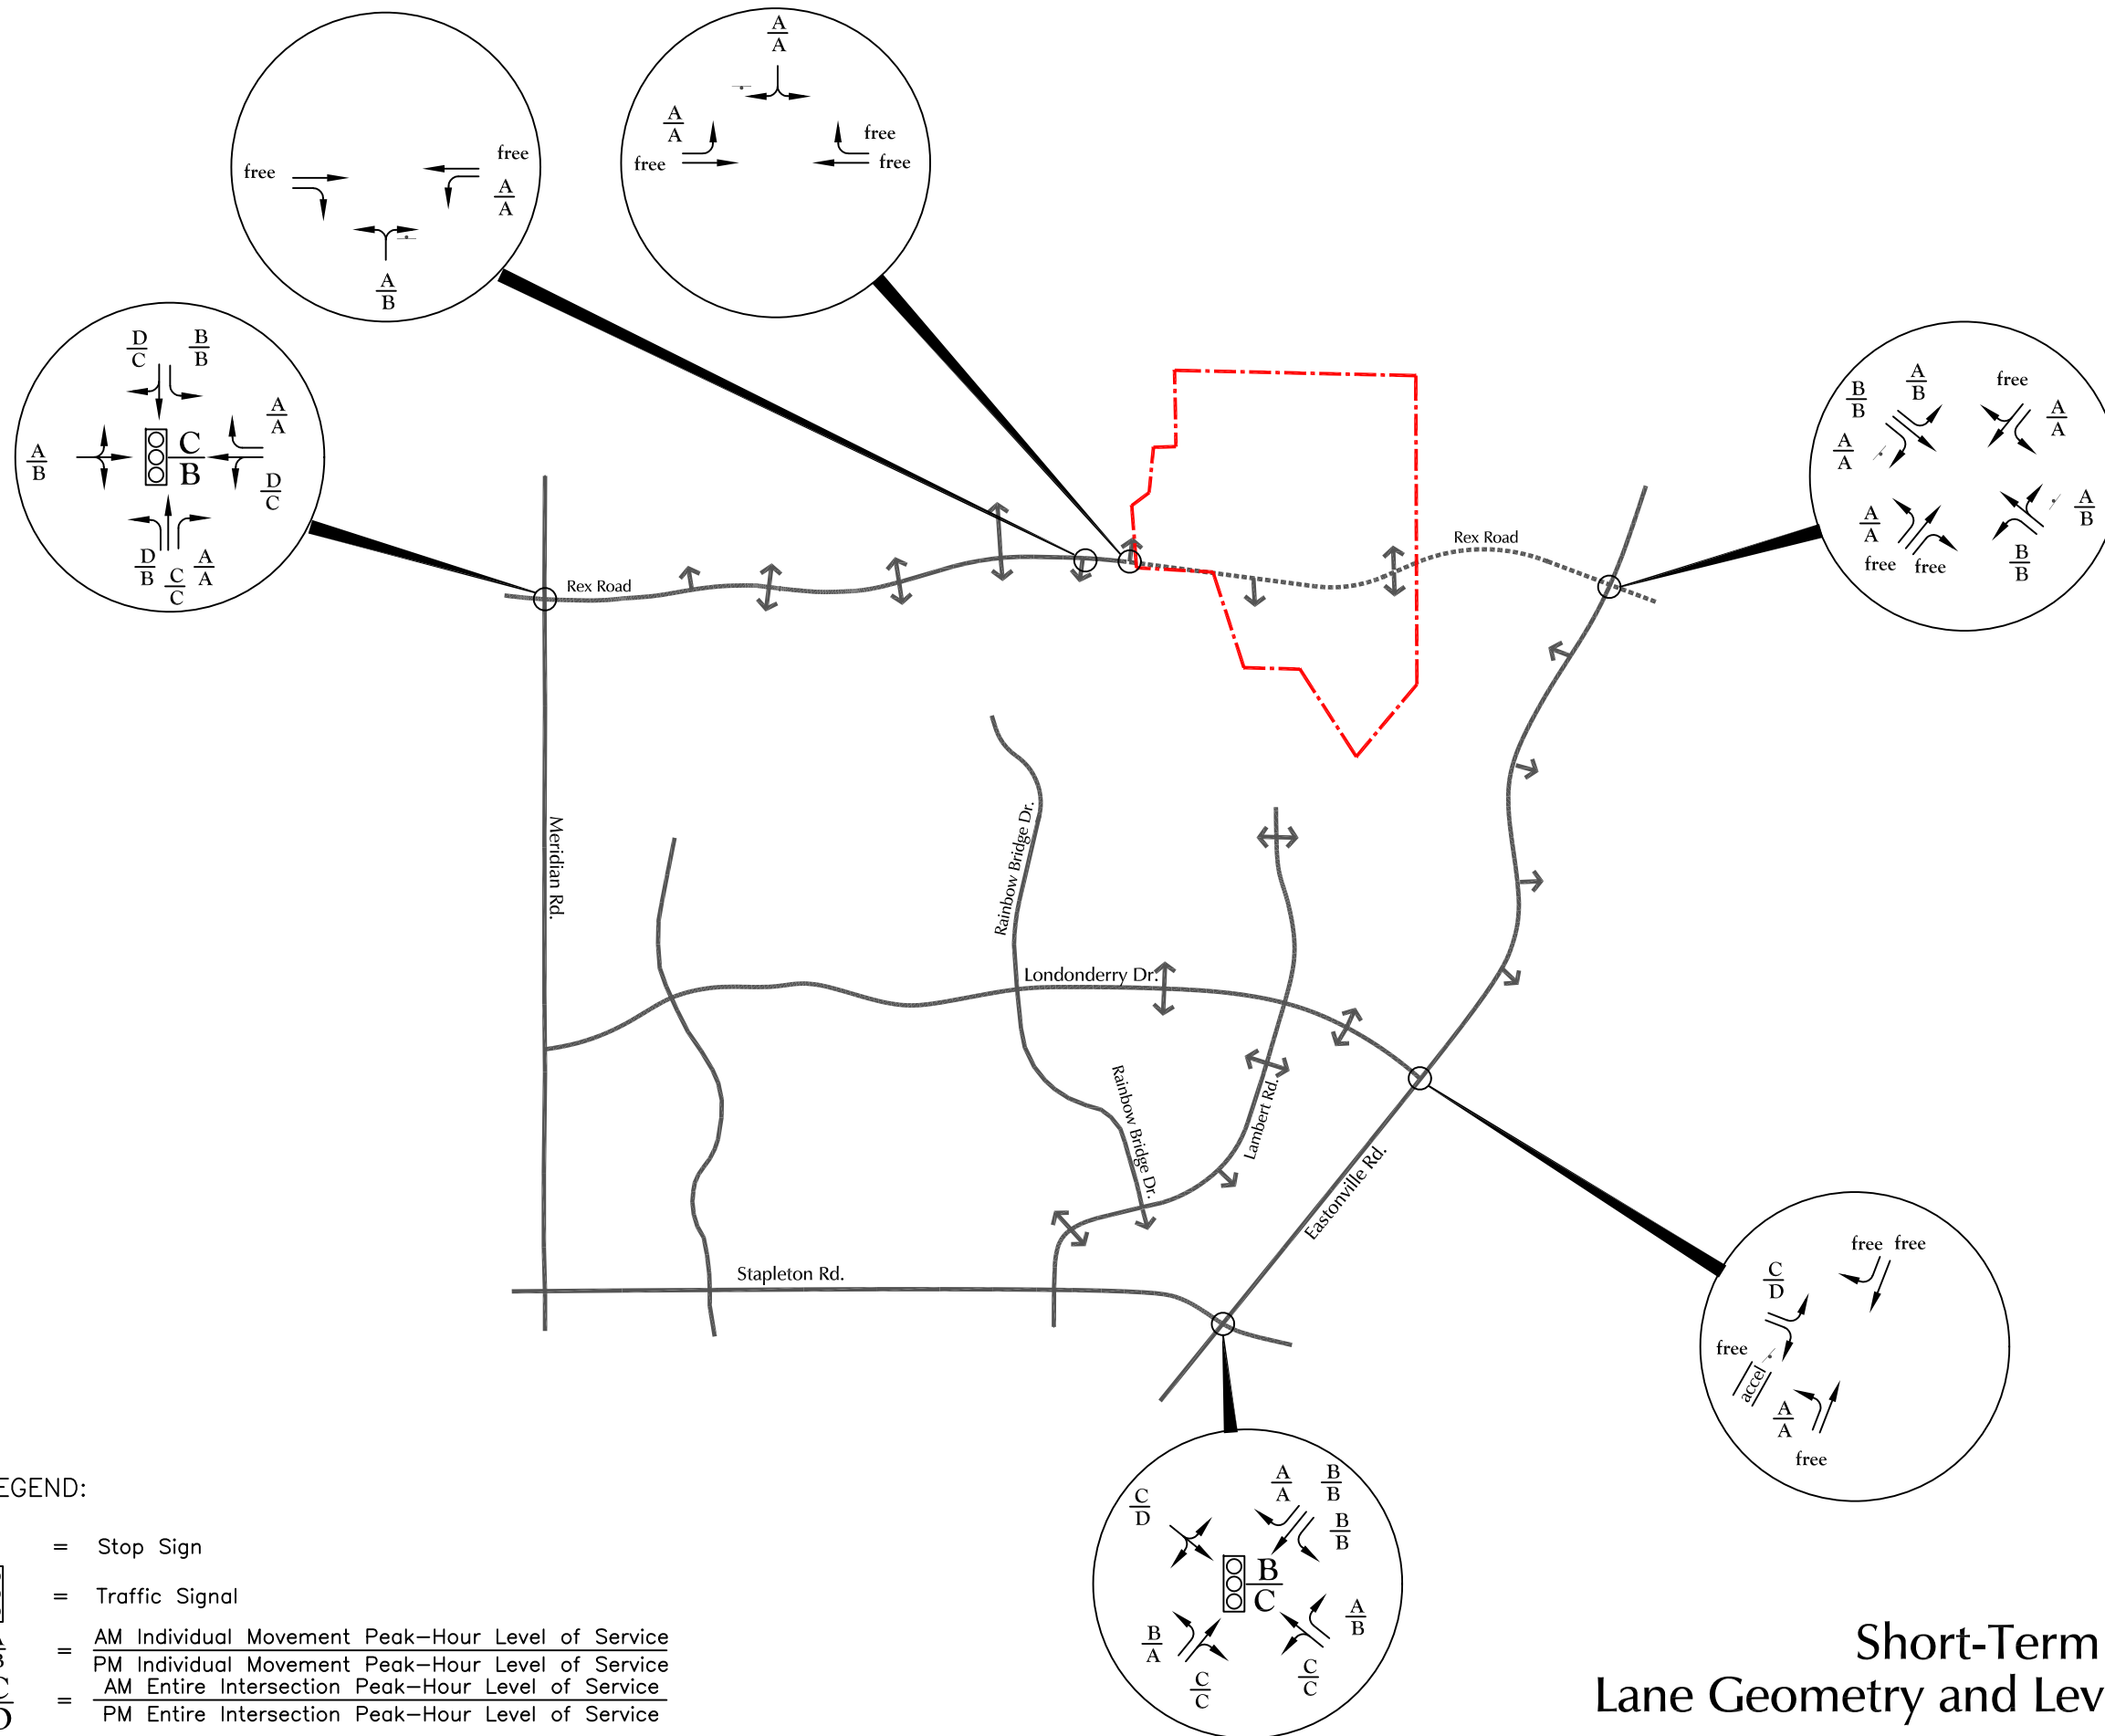 A
A
A
A
free
free
free
free
free
A
A
A
B
D
C
B
B
A
A
A
B
C
B
D
C
D
B
C
C
A
A
B
B
A
B
free
A
A
A
A
A
A
free
free
A
B
B
B
Rex Road
Rex Road
Meridian Rd.
Rainbow Bridge Dr.
Londonderry Dr.
Rainbow Bridge Dr.
Lambert Rd.
Eastonville Rd.
Stapleton Rd.
free free
C
D
free
accel
A
A
free
C
D
A
A
B
B
B
B
B
C
B
A
C
C
C
C
A
B
EGEND:
= Stop Sign
= Traffic Signal
= AM Individual Movement Peak-Hour Level of Service
PM Individual Movement Peak-Hour Level of Service
= AM Entire Intersection Peak-Hour Level of Service
PM Entire Intersection Peak-Hour Level of Service
Short-Term
Lane Geometry and Lev